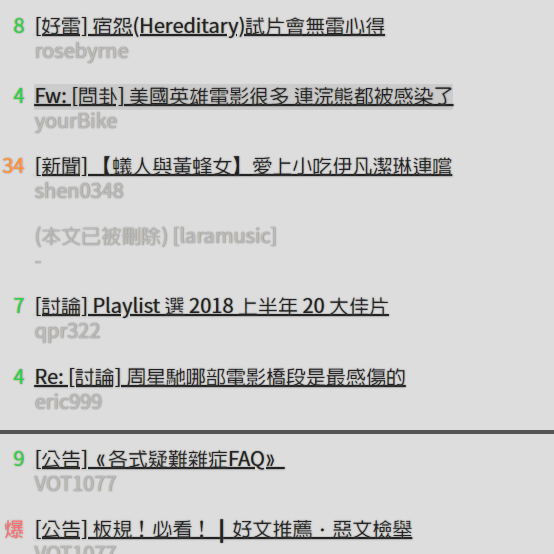 8 [好雷] 宿怨(Hereditary)試片會無雷心得
rosebyrne
4 Fw: [問卦] 美國英雄電影很多 連浣熊都被感染了
yourBike
34 [新聞] 【蟻人與黃蜂女】愛上小吃伊凡潔琳連嚐
shen0348
(本文已被刪除) [laramusic]
-
7 [討論] Playlist 選 2018 上半年 20 大佳片
qpr322
4 Re: [討論] 周星馳哪部電影橋段是最感傷的
eric999
9 [公告] «各式疑難雜症FAQ»
VOT1077
爆 [公告] 板規！必看！┃好文推薦．惡文檢舉
VOT1077